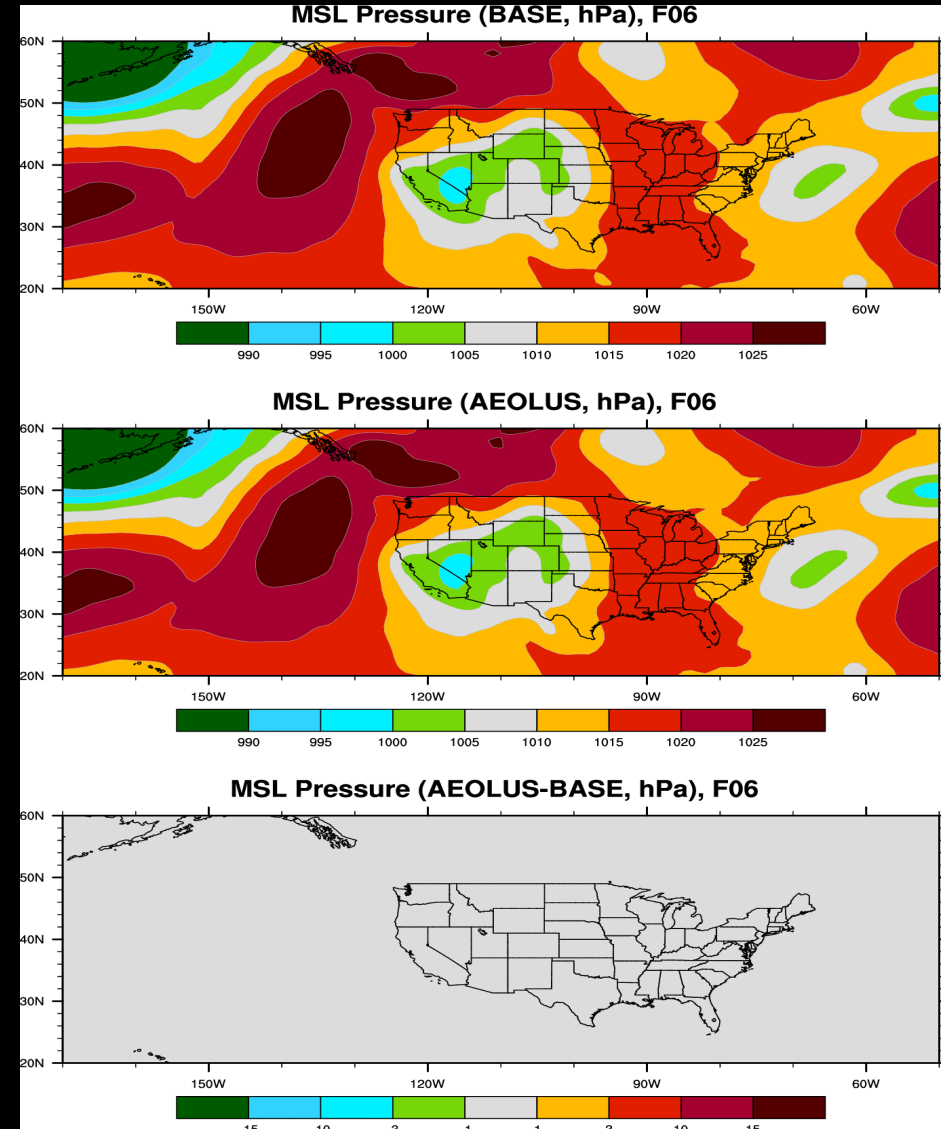 MSL Pressure (BASE, hPa), F06
60N
50N
40N
30N
20N
150W 120W 90W 60W
990 995 1000 1005 1010 1015 1020 1025
MSL Pressure (AEOLUS, hPa), F06
60N
50N
40N
30N
20N
150W 120W 90W 60W
990 995 1000 1005 1010 1015 1020 1025
MSL Pressure (AEOLUS-BASE, hPa), F06
60N
50N
40N
30N
20N
150W 120W 90W 60W